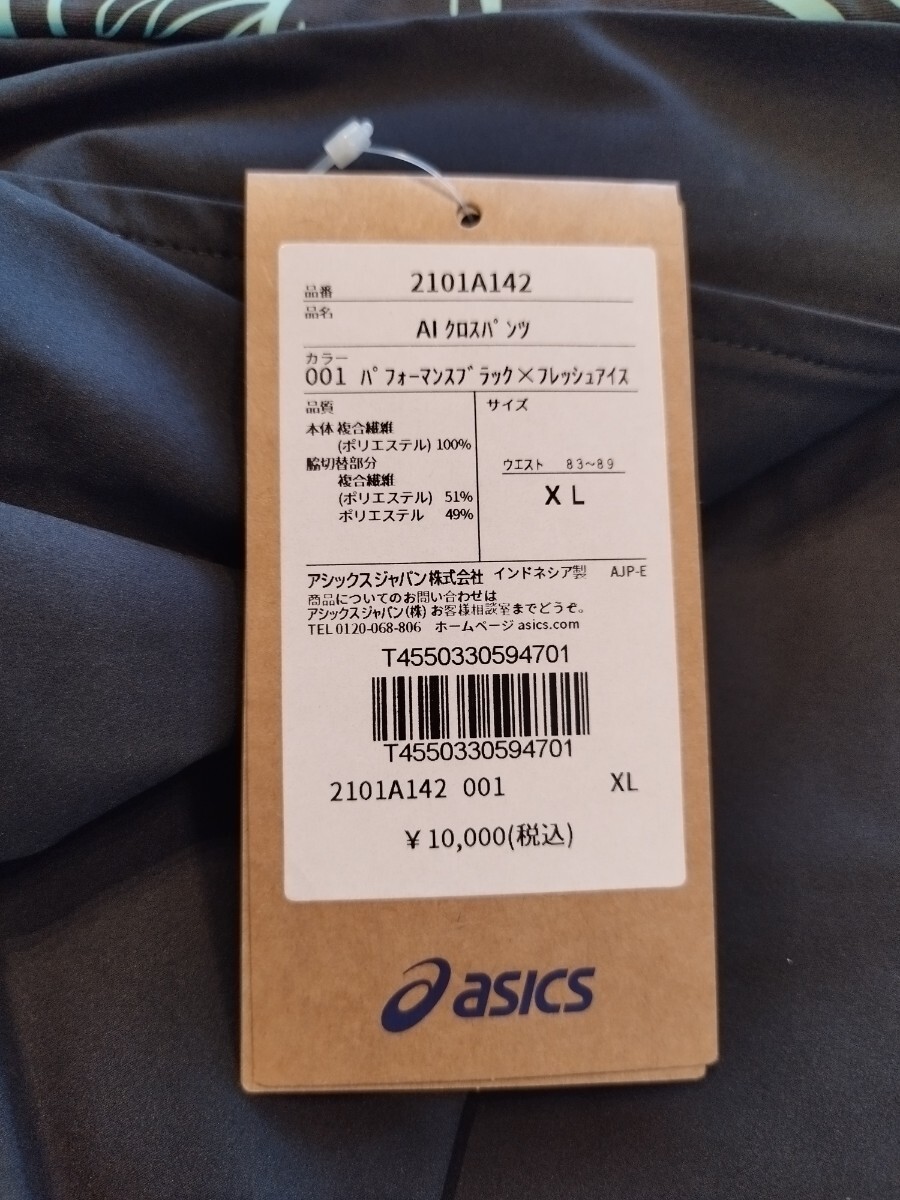 品番 2101A142
品名
AI ｸﾛｽﾊﾟﾝﾂ
カラー
001 ﾊﾟﾌｫｰﾏﾝｽﾌﾞﾗｯｸ×ﾌﾚｯｼｭｱｲｽ
品質
本体 複合繊維
(ポリエステル) 100%
脇切替部分
複合繊維
(ポリエステル) 51%
ポリエステル 49%
サイズ
ウエスト 83~89
XL
アシックスジャパン株式会社 インドネシア製 AJP-E
商品についてのお問い合わせは
アシックスジャパン(株) お客様相談室までどうぞ。
TEL 0120-068-806 ホームページ asics.com
T4550330594701
T4550330594701
2101A142 001 XL
¥10,000(税込)
asics